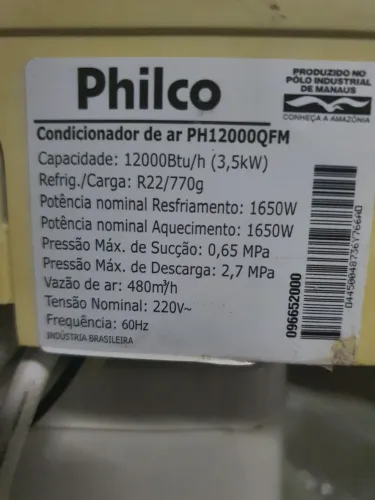 Philco
PRODUZIDO NO
PÓLO INDUSTRIAL
DE MANAUS
CONHEÇA A AMAZÔNIA
Condicionador de ar PH12000QFM
Capacidade: 12000Btu/h (3,5kW)
Refrig./Carga: R22/770g
Potência nominal Resfriamento: 1650W
Potência nominal Aquecimento: 1650W
Pressão Máx. de Sucção: 0,65 MPa
Pressão Máx. de Descarga: 2,7 MPa
Vazão de ar: 480m³/h
Tensão Nominal: 220V~
Frequência: 60Hz
INDÚSTRIA BRASILEIRA
096652000